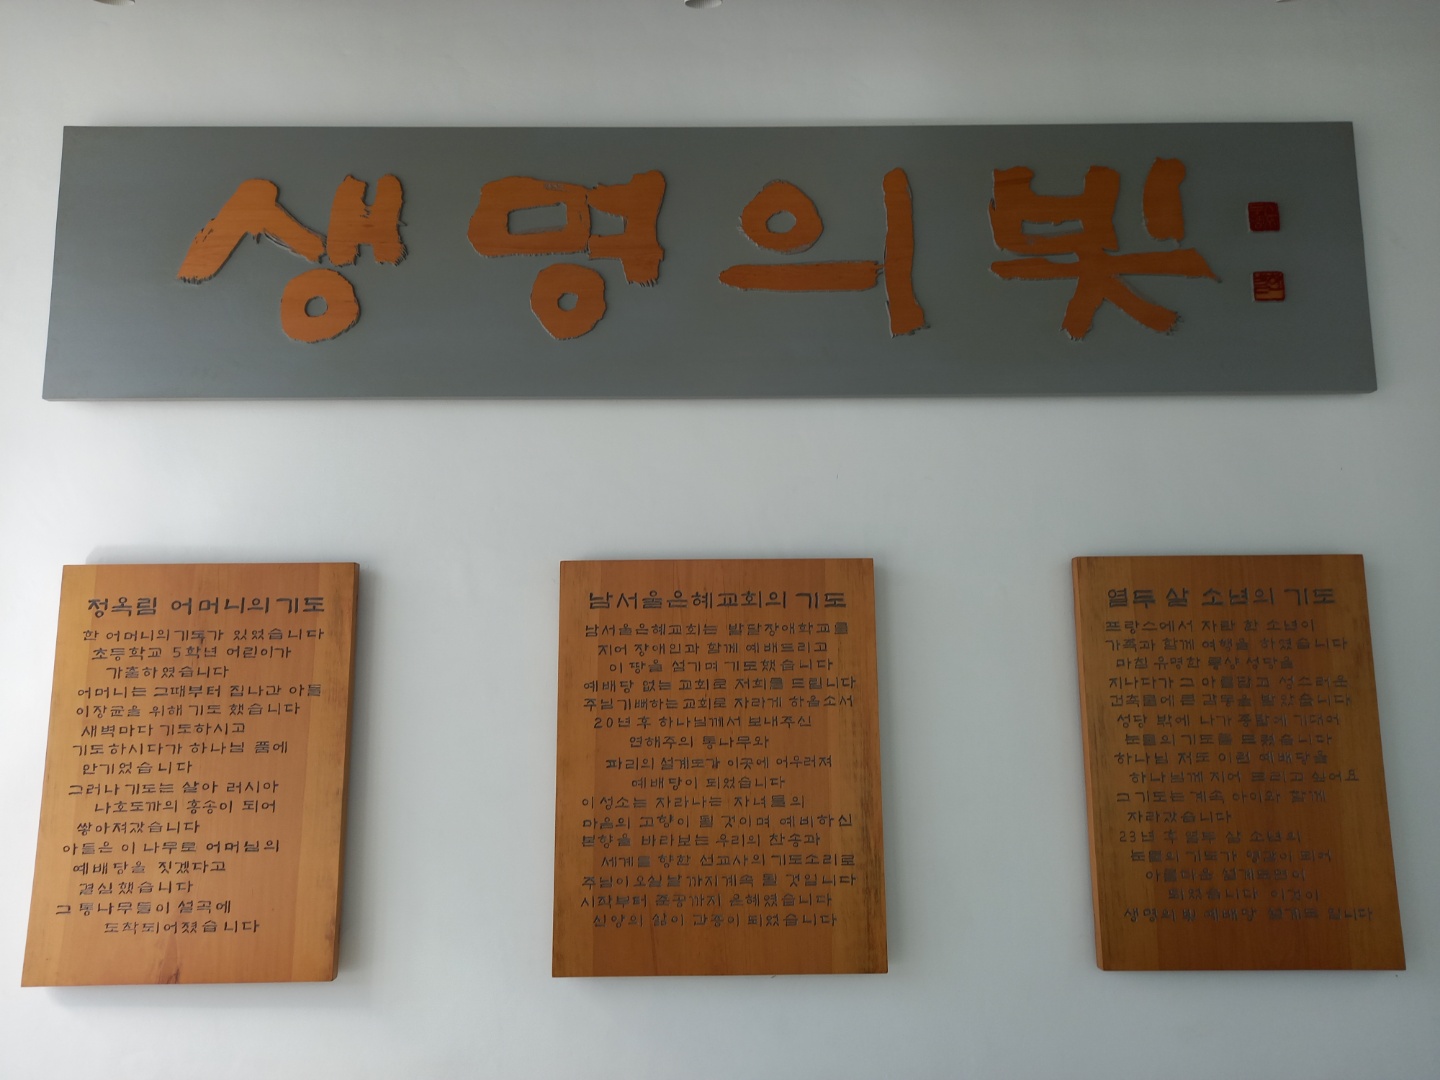 생명의빛
정옥림 어머니의기도
한 어머니의기도가 있었습니다
초등학교 5학년 어린이가
가출하였습니다
어머니는 그때부터 집나간 아들
이장균을 위해 기도 했습니다
새벽마다 기도하시고
기도하시다가 하나님 품에
안기었습니다
그러나 기도는 살아 러시아
나호도까의 홍송이 되어
쌓아져갔습니다
아들은 이 나무로 어머님의
예배당을 짓겠다고
결심했습니다
그 통나무들이 설곡에
도착되어졌습니다
남서울은혜교회의 기도
남서울은혜교회는 발달장애학교를
지어 장애인과 함께 예배드리고
이 땅을 섬기며 기도했습니다
예배당 없는 교회로 저희를 드립니다
주님기뻐하는교회로 자라게 하옵소서
20년 후 하나님께서 보내주신
연해주의 통나무와
파리의 설계도가 이곳에 어우러져
예배당이 되었습니다
이성소는 자라나는 자녀들의
마음의 고향이 될 것이며 예비하신
본향을 바라보는 우리의 찬송과
세계를 향한 선교사의 기도소리로
주님이오실날까지계속 될 것입니다
시작부터 준공까지 은혜였습니다
신앙의 삶이 관중이 되었습니다
열두 살 소년의 기도
프랑스에서 자란 한 소년이
가족과 함께 여행을 하였습니다
마침 유명한 롱샹 성당을
지나다가 그 아름답고 성스러운
건축물에 큰 감동을 받았습니다
성당 밖에 나가 종탑에 기대어
눈물의 기도를 드렸습니다
하나님 저도 이런 예배당을
하나님께 지어 드리고 싶어요
그기도는 계속 아이와 함께
자라갔습니다
23년 후 열두 살 소년의
눈물의 기도가 영감이 되어
아름다운 설계도면이
되었습니다 이것이
생명의빛 예배당 설계도 입니다